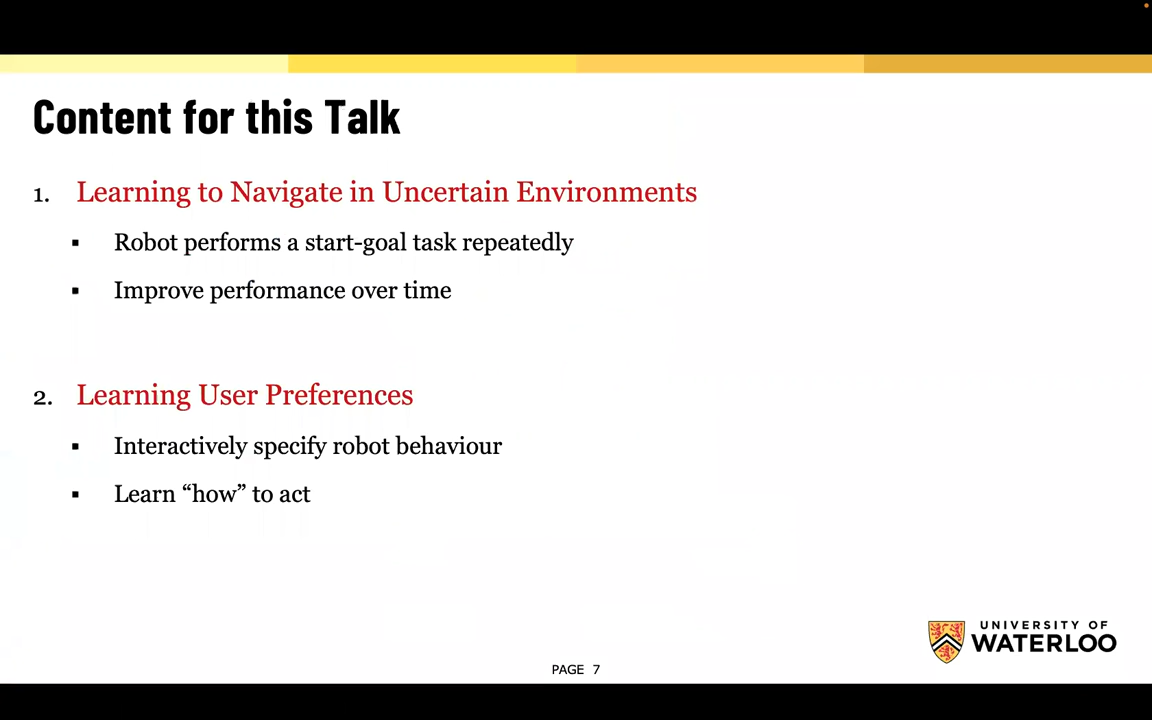 Content for this Talk
1. Learning to Navigate in Uncertain Environments
▪ Robot performs a start-goal task repeatedly
▪ Improve performance over time
2. Learning User Preferences
▪ Interactively specify robot behaviour
▪ Learn “how” to act
UNIVERSITY OF
WATERLOO
PAGE 7